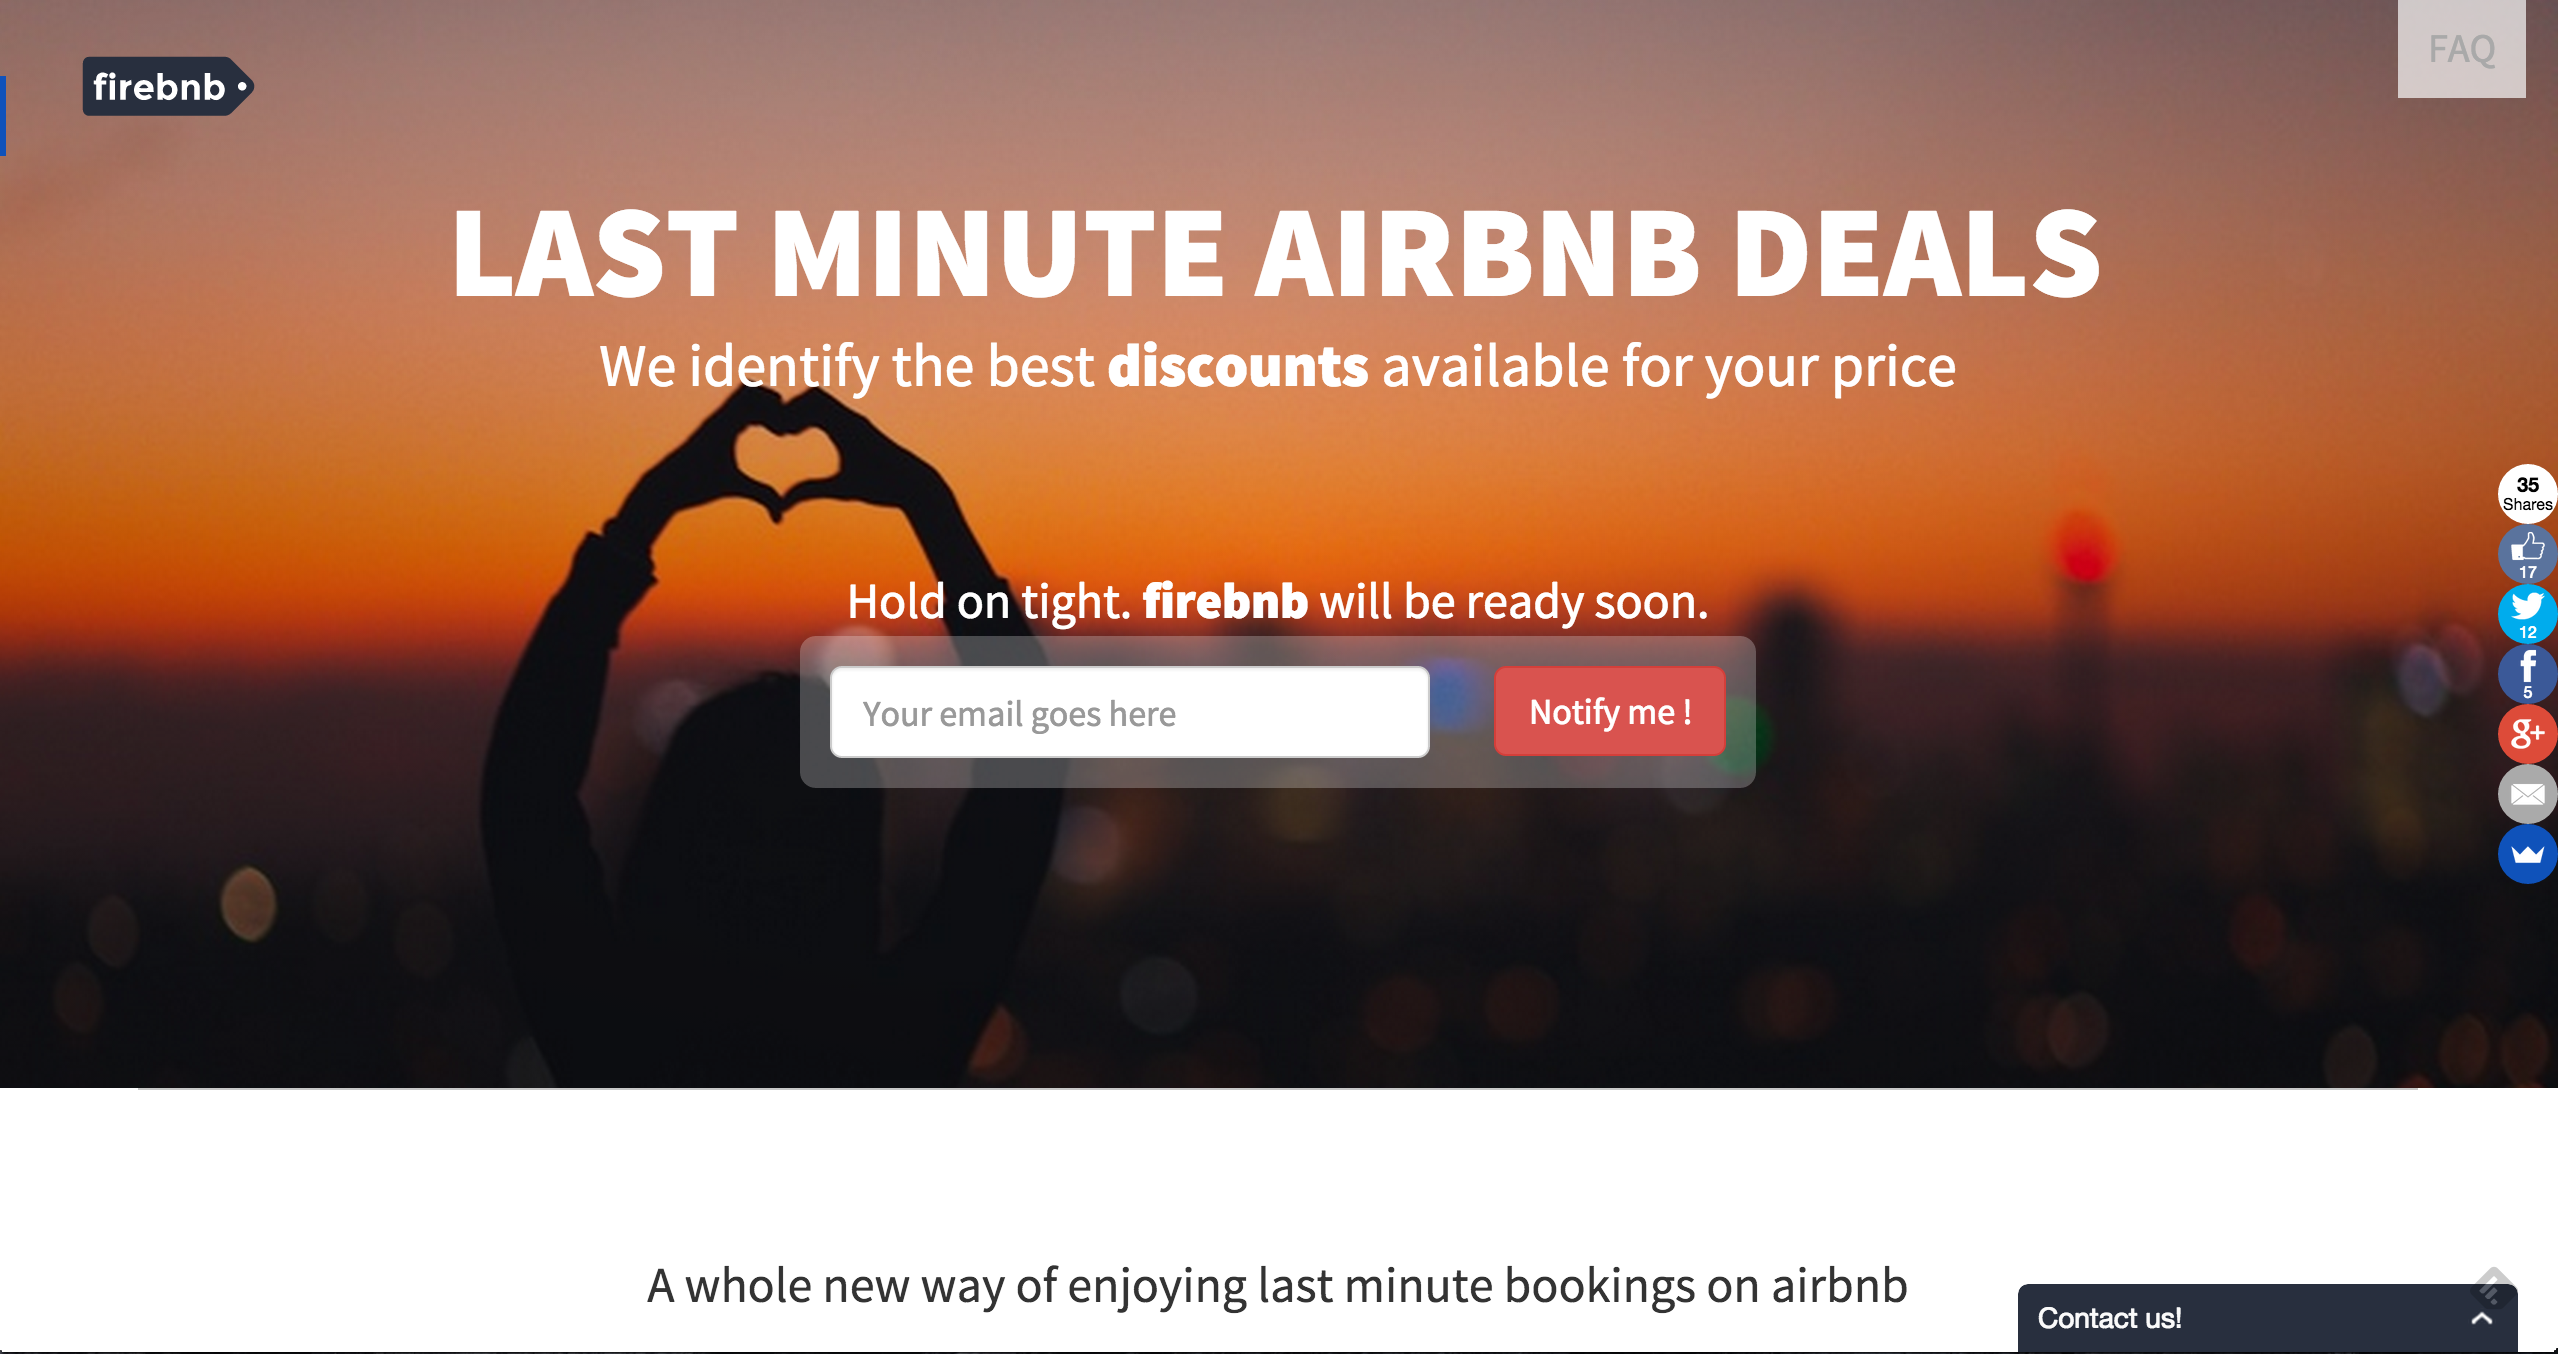 firebnb
FAQ
LAST MINUTE AIRBNB DEALS
We identify the best discounts available for your price
Hold on tight. firebnb will be ready soon.
Your email goes here
Notify me !
35
Shares
17
12
f
5
g+
A whole new way of enjoying last minute bookings on airbnb
Contact us!